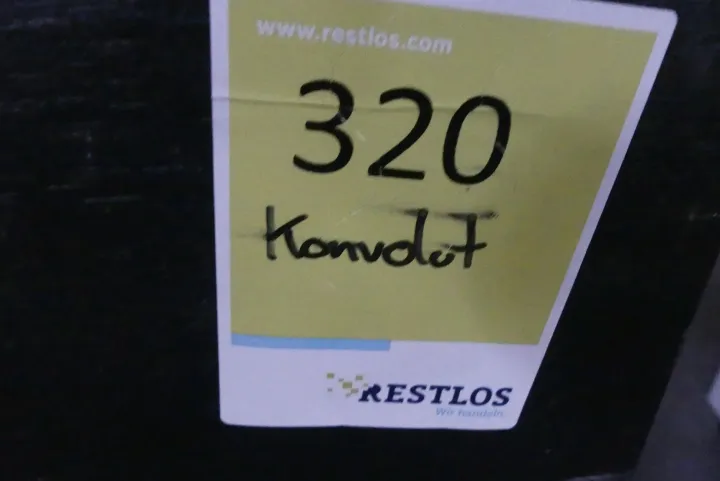 www.restlos.com
320
Konvolut
RESTLOS
Wir handeln.